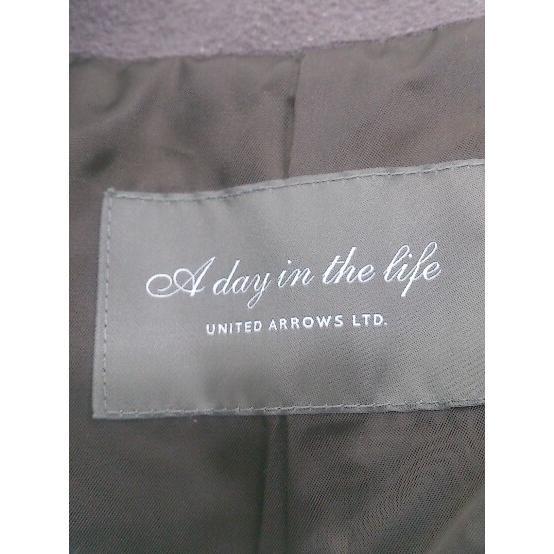 A day in the life
UNITED ARROWS LTD.